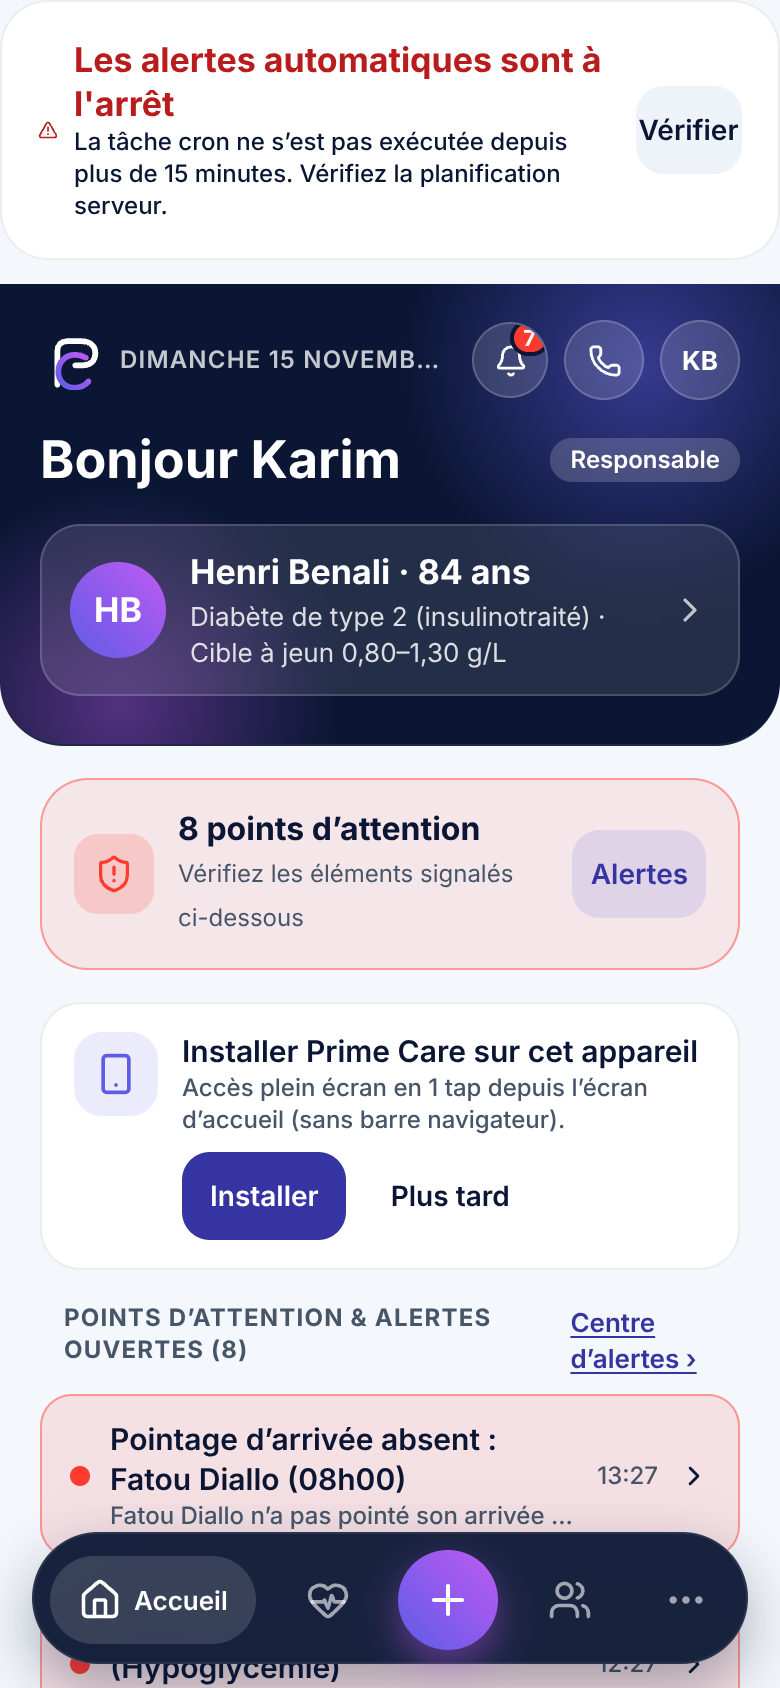 Les alertes automatiques sont à
l'arrêt
La tâche cron ne s’est pas exécutée depuis
plus de 15 minutes. Vérifiez la planification
serveur.
Vérifier
DIMANCHE 15 NOVEMB...
7
KB
Bonjour Karim
Responsable
HB
Henri Benali · 84 ans
Diabète de type 2 (insulinotraité) ·
Cible à jeun 0,80–1,30 g/L
8 points d’attention
Vérifiez les éléments signalés
ci-dessous
Alertes
Installer Prime Care sur cet appareil
Accès plein écran en 1 tap depuis l’écran
d’accueil (sans barre navigateur).
Installer
Plus tard
POINTS D’ATTENTION & ALERTES
OUVERTES (8)
Centre
d’alertes ›
Pointage d’arrivée absent :
Fatou Diallo (08h00)
Fatou Diallo n’a pas pointé son arrivée ...
13:27
Accueil
(Hypoglycémie)
12:27